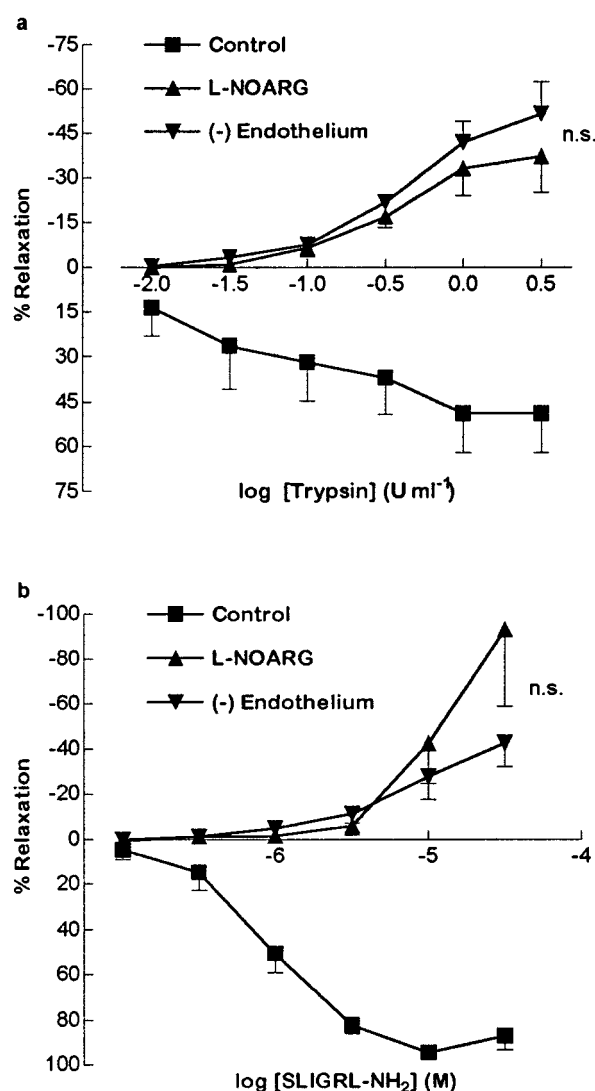 a
-75
-60
-45
-30
-15
0
15
30
45
60
75
% Relaxation
Control
L-NOARG
(-) Endothelium
n.s.
-2.0 -1.5 -1.0 -0.5 0.0 0.5
log [Trypsin] (U ml⁻¹)
b
-100
-80
-60
-40
-20
0
20
40
60
80
100
% Relaxation
Control
L-NOARG
(-) Endothelium
n.s.
-6 -5 -4
log [SLIGRL-NH₂] (M)